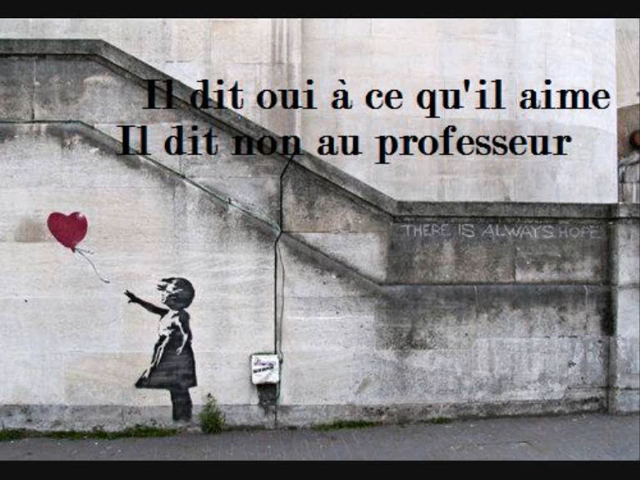 Il dit oui à ce qu'il aime
Il dit non au professeur
THERE IS ALWAYS HOPE